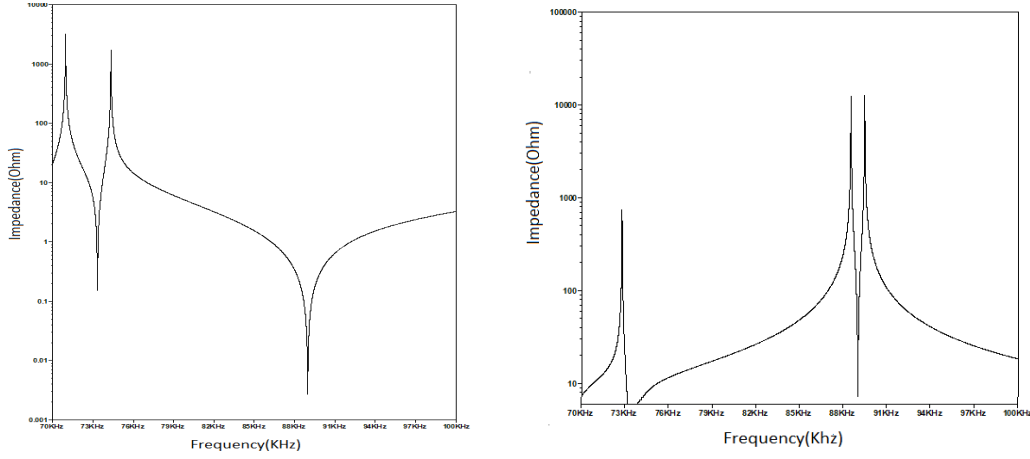 10000
1000
100
10
1
0.1
0.01
0.001
Impedance(Ohm)
70KHz 73KHz 76KHz 79KHz 82KHz 85KHz 88KHz 91KHz 94KHz 97KHz 100KHz
Frequency(KHz)
100000
10000
1000
100
10
Impedance(Ohm)
70KHz 73KHz 76KHz 79KHz 82KHz 85KHz 88KHz 91KHz 94KHz 97KHz 100KHz
Frequency(Khz)